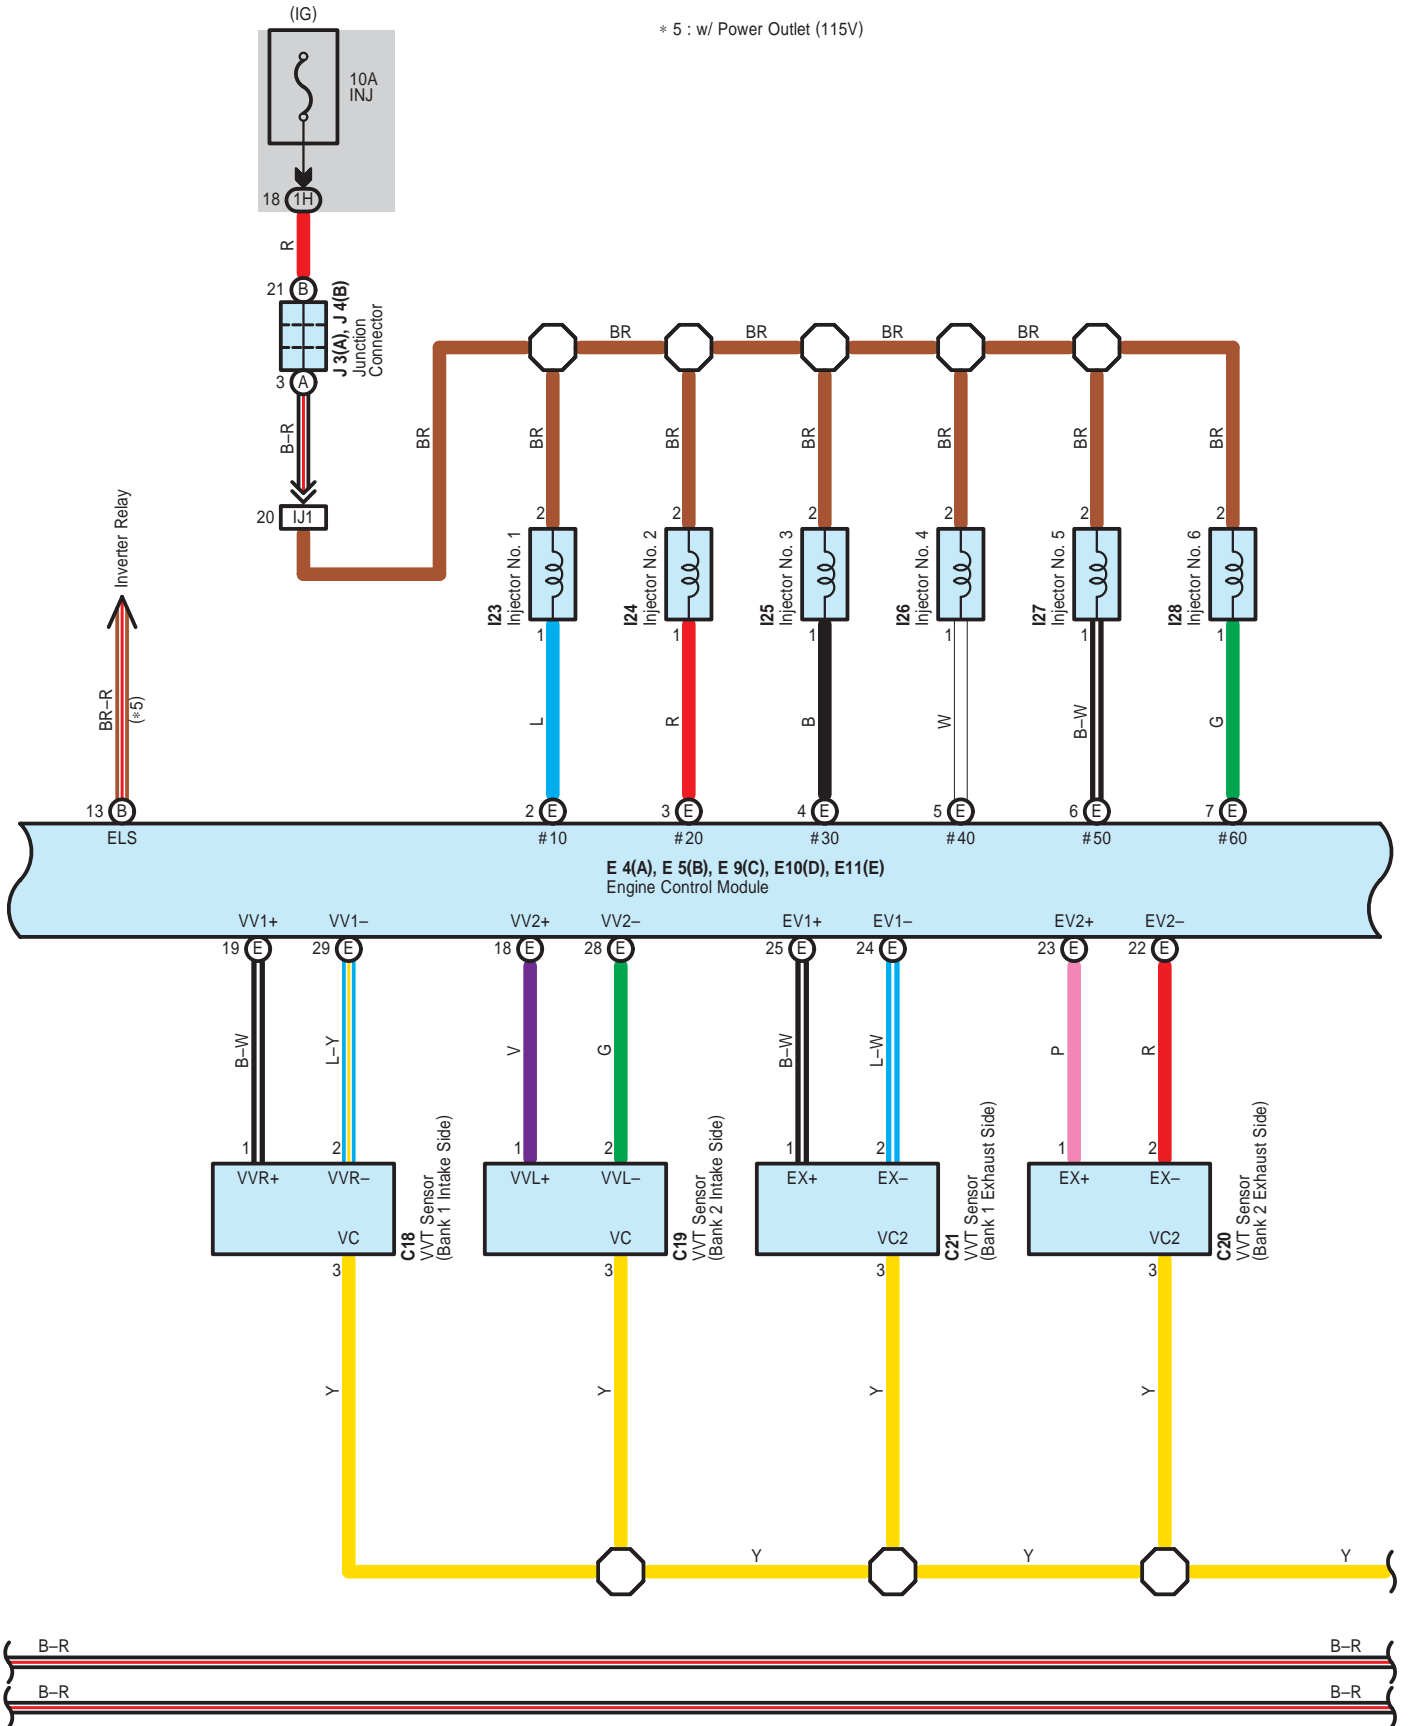 (IG)
* 5 : w/ Power Outlet (115V)
10A
INJ
18 1H
R
21 B
J 3(A), J 4(B)
Junction
Connector
3 A
B–R
20 IJ1
BR
BR BR BR BR
BR BR BR BR BR BR
2 2 2 2 2 2
I23
Injector No. 1
I24
Injector No. 2
I25
Injector No. 3
I26
Injector No. 4
I27
Injector No. 5
I28
Injector No. 6
1 1 1 1 1 1
Inverter Relay
BR–R
(*5)
L R B W B–W G
13 B 2 E 3 E 4 E 5 E 6 E 7 E
ELS #10 #20 #30 #40 #50 #60
E 4(A), E 5(B), E 9(C), E10(D), E11(E)
Engine Control Module
VV1+ VV1– VV2+ VV2– EV1+ EV1– EV2+ EV2–
19 E 29 E 18 E 28 E 25 E 24 E 23 E 22 E
B–W L–Y V G B–W L–W P R
1 2 1 2 1 2 1 2
VVR+ VVR– VVL+ VVL– EX+ EX– EX+ EX–
VC VC VC2 VC2
C18
VVT Sensor
(Bank 1 Intake Side)
C19
VVT Sensor
(Bank 2 Intake Side)
C21
VVT Sensor
(Bank 1 Exhaust Side)
C20
VVT Sensor
(Bank 2 Exhaust Side)
3 3 3 3
Y Y Y Y
Y Y Y
B–R B–R
B–R B–R